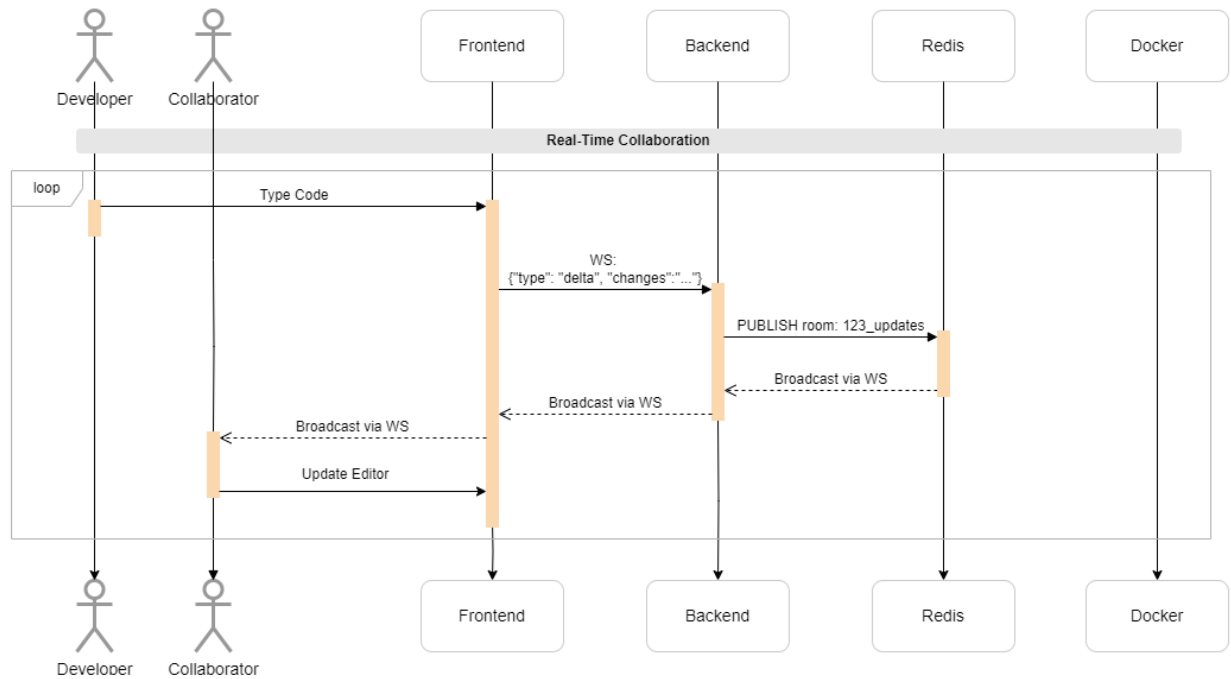 Frontend
Backend
Redis
Docker
Developer
Collaborator
Real-Time Collaboration
loop
Type Code
WS:
{"type": "delta", "changes":"..."}
PUBLISH room: 123_updates
Broadcast via WS
Broadcast via WS
Broadcast via WS
Update Editor
Frontend
Backend
Redis
Docker
Developer
Collaborator